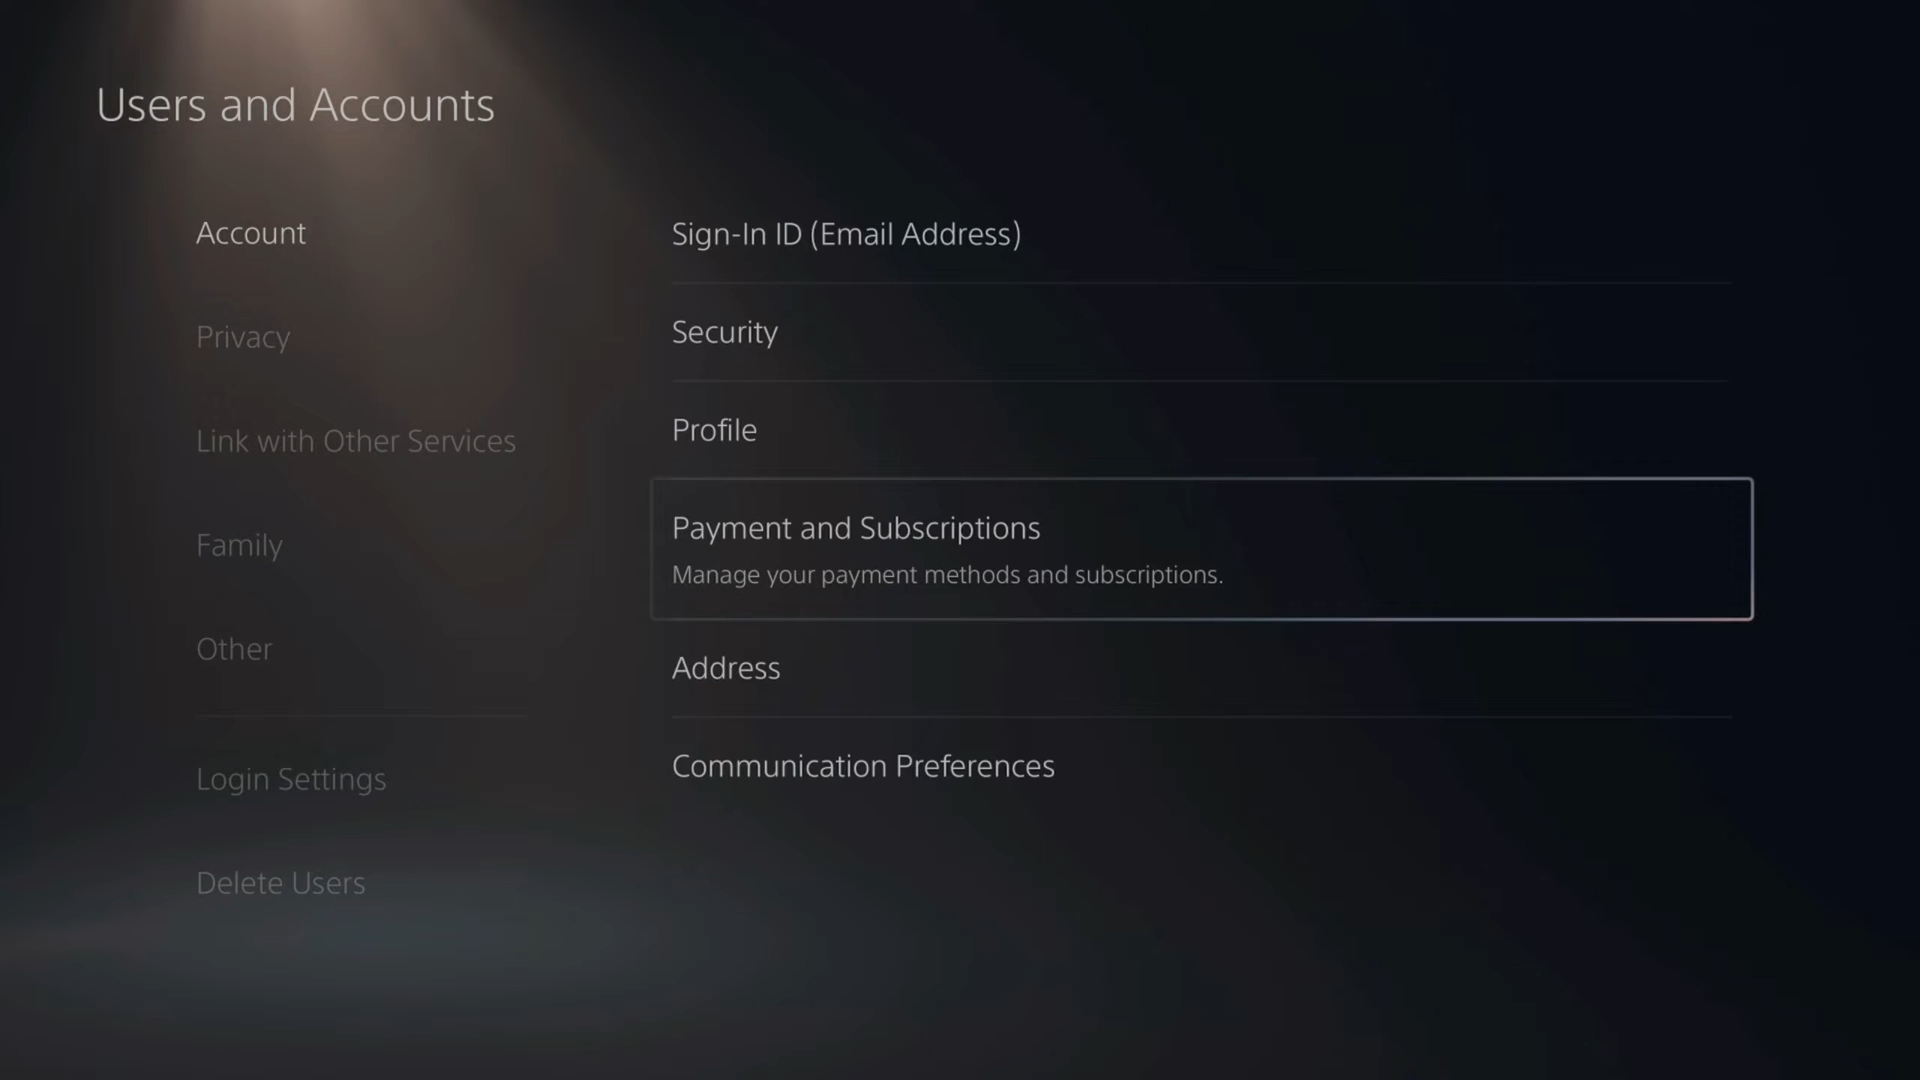 Users and Accounts
Account
Privacy
Link with Other Services
Family
Other
Login Settings
Delete Users
Sign-In ID (Email Address)
Security
Profile
Payment and Subscriptions
Manage your payment methods and subscriptions.
Address
Communication Preferences